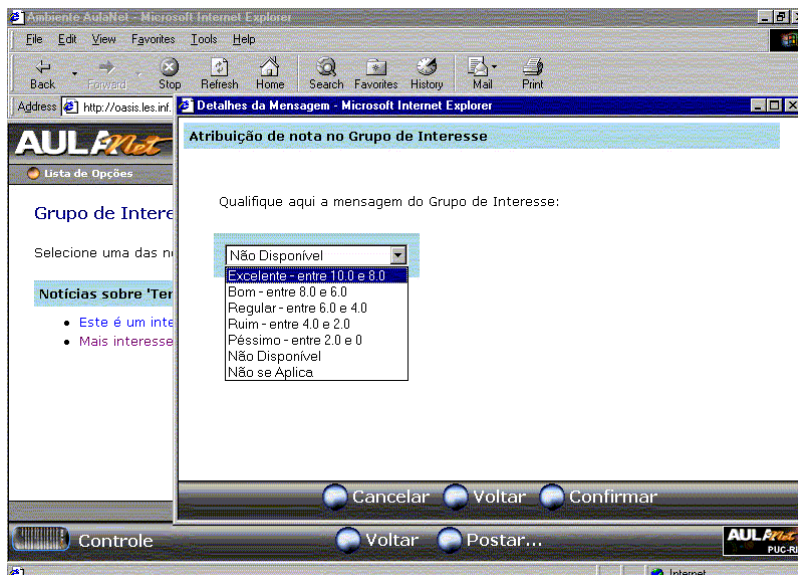 Ambiente AulaNet - Microsoft Internet Explorer
File Edit View Favorites Tools Help
Back Forward Stop Refresh Home Search Favorites History Mail Print
Address http://oasis.les.inf.
Detalhes da Mensagem - Microsoft Internet Explorer
AULANet
Atribuição de nota no Grupo de Interesse
Lista de Opções
Qualifique aqui a mensagem do Grupo de Interesse:
Grupo de Intere
Selecione uma das n
Não Disponível
Excelente - entre 10.0 e 8.0
Bom - entre 8.0 e 6.0
Regular - entre 6.0 e 4.0
Ruim - entre 4.0 e 2.0
Péssimo - entre 2.0 e 0
Não Disponível
Não se Aplica
Notícias sobre 'Ter
Este é um inte
Mais interesse
Cancelar Voltar Confirmar
Controle Voltar Postar...
AULANet
PUC-RI
Internet